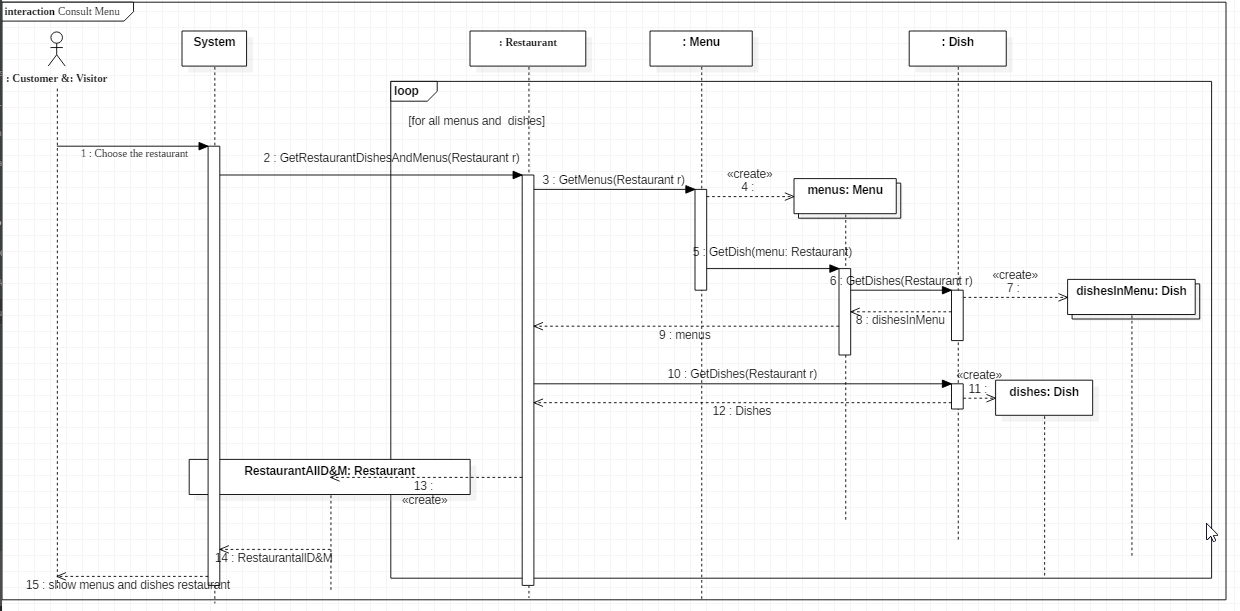 interaction Consult Menu
System
: Restaurant
: Menu
: Dish
: Customer &: Visitor
loop
[for all menus and dishes]
1 : Choose the restaurant
2 : GetRestaurantDishesAndMenus(Restaurant r)
3 : GetMenus(Restaurant r)
«create»
4 :
menus: Menu
5 : GetDish(menu: Restaurant)
6 : GetDishes(Restaurant r)
«create»
7 :
dishesInMenu: Dish
8 : dishesInMenu
9 : menus
10 : GetDishes(Restaurant r)
«create»
11 :
dishes: Dish
12 : Dishes
RestaurantAllD&M: Restaurant
13 :
«create»
14 : RestaurantallD&M
15 : show menus and dishes restaurant